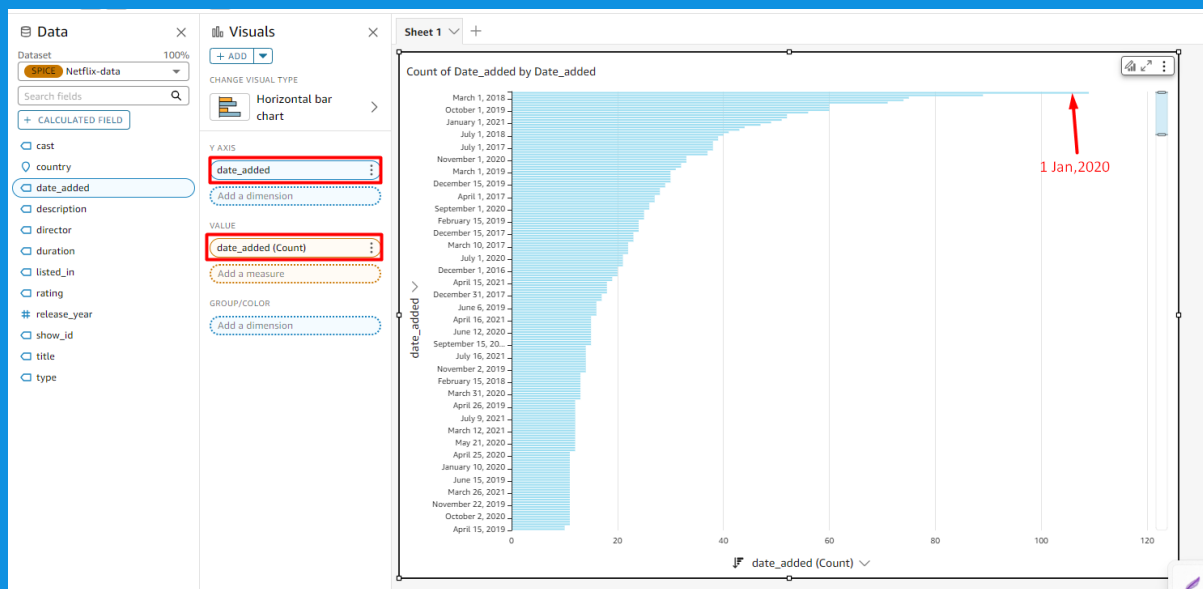 Data
Dataset 100%
SPICE Netflix-data
Search fields
+ CALCULATED FIELD
cast
country
date_added
description
director
duration
listed_in
rating
# release_year
show_id
title
type
Visuals
+ ADD
CHANGE VISUAL TYPE
Horizontal bar
chart
Y AXIS
date_added
Add a dimension
VALUE
date_added (Count)
Add a measure
GROUP/COLOR
Add a dimension
Sheet 1
Count of Date_added by Date_added
date_added
March 1, 2018
October 1, 2019
January 1, 2021
July 1, 2018
July 1, 2017
November 1, 2020
March 1, 2019
December 15, 2019
April 1, 2017
September 1, 2020
February 15, 2019
December 15, 2017
March 10, 2017
July 1, 2020
December 1, 2016
April 15, 2021
December 31, 2017
June 6, 2019
April 16, 2021
June 12, 2020
September 15, 20...
July 16, 2021
November 2, 2019
February 15, 2018
March 31, 2020
April 26, 2019
July 9, 2021
March 12, 2021
May 21, 2020
April 25, 2020
January 10, 2020
June 15, 2019
March 26, 2021
November 22, 2019
October 2, 2020
April 15, 2019
1 Jan,2020
0 20 40 60 80 100 120
date_added (Count)